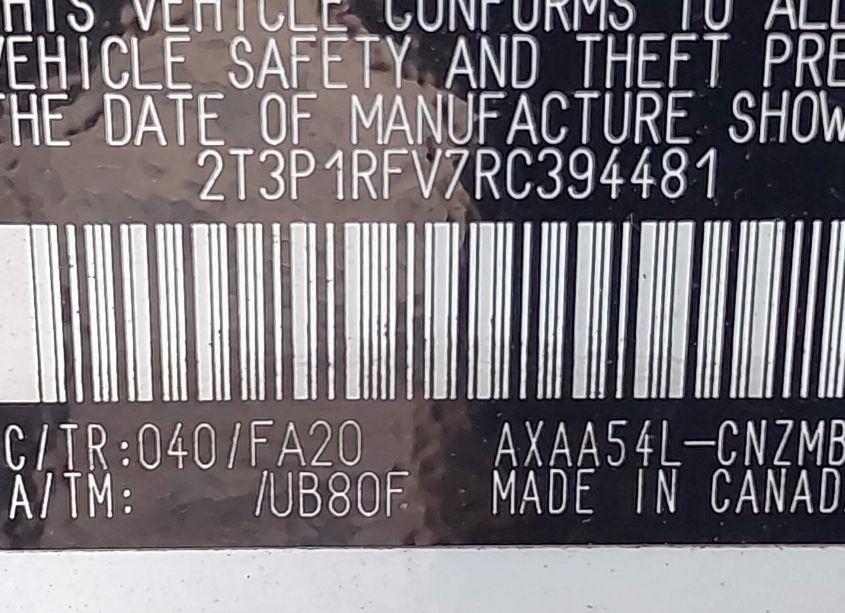 THIS VEHICLE CONFORMS TO ALL
VEHICLE SAFETY AND THEFT PRE
THE DATE OF MANUFACTURE SHOW
2T3P1RFV7RC394481
C/TR:040/FA20 AXAA54L-CNZMB
A/TM: /UB80F MADE IN CANADA